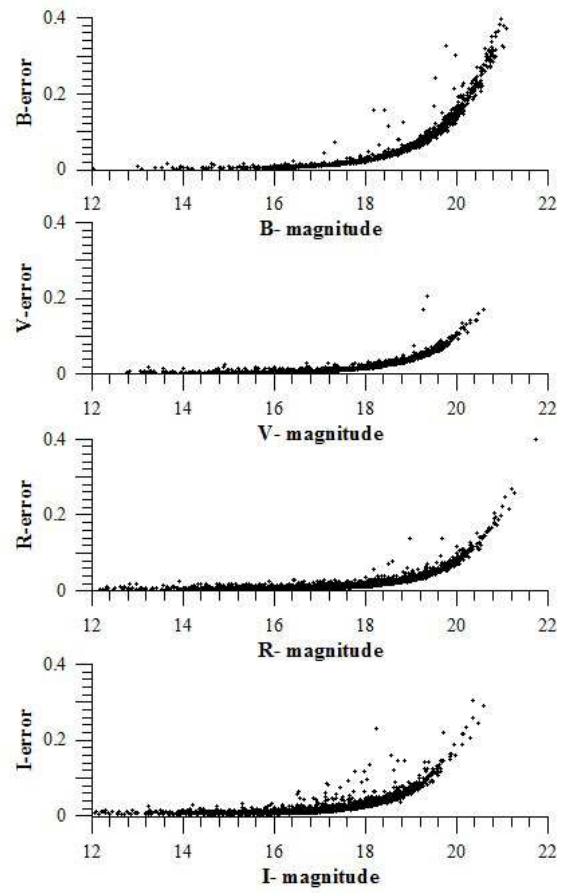 0.4
0.2
0
B-error
12 14 16 18 20 22
B- magnitude
0.4
0.2
0
V-error
12 14 16 18 20 22
V- magnitude
0.4
0.2
0
R-error
12 14 16 18 20 22
R- magnitude
0.4
0.2
0
I-error
12 14 16 18 20 22
I- magnitude